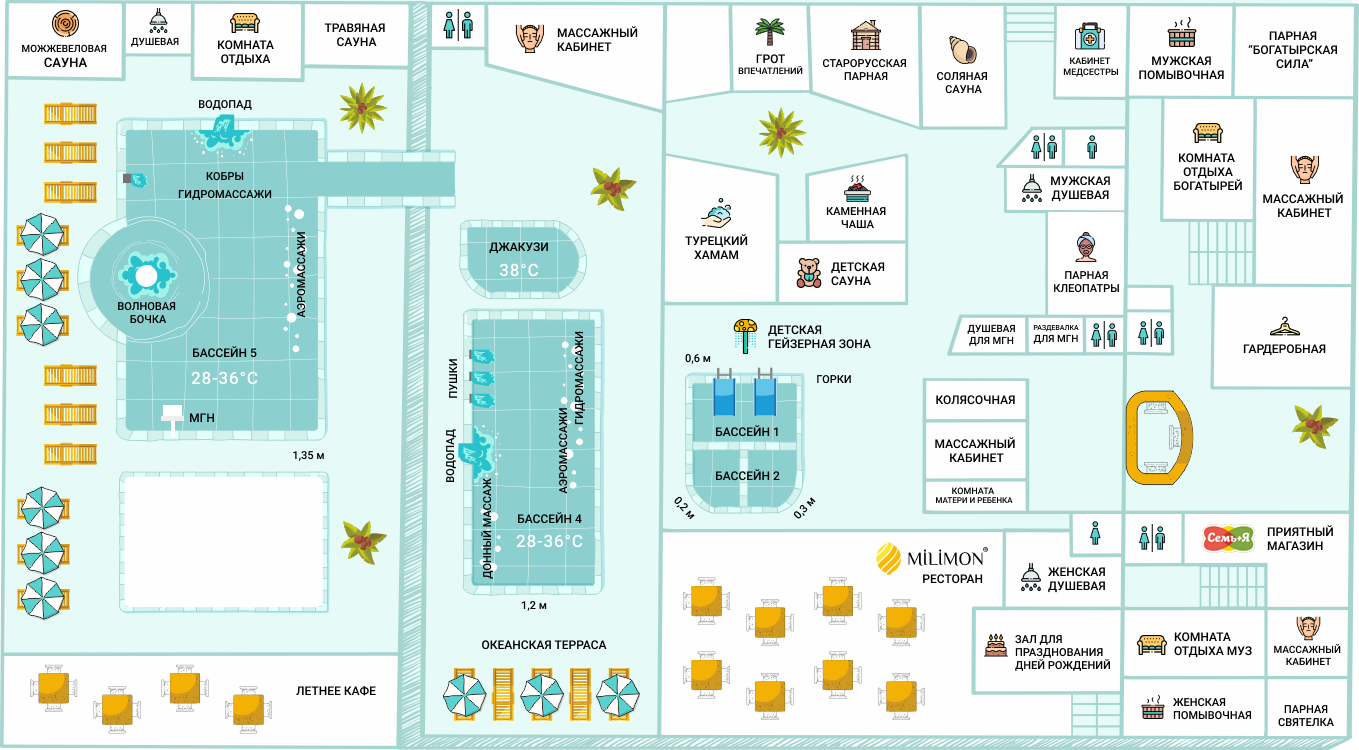 МОЖЖЕВЕЛОВАЯ
САУНА
ДУШЕВАЯ
КОМНАТА
ОТДЫХА
ТРАВЯНАЯ
САУНА
МАССАЖНЫЙ
КАБИНЕТ
ГРОТ
ВПЕЧАТЛЕНИЙ
СТАРОРУССКАЯ
ПАРНАЯ
СОЛЯНАЯ
САУНА
КАБИНЕТ
МЕДСЕСТРЫ
МУЖСКАЯ
ПОМЫВОЧНАЯ
ПАРНАЯ
"БОГАТЫРСКАЯ
СИЛА"
ВОДОПАД
КОБРЫ
ГИДРОМАССАЖИ
АЭРОМАССАЖИ
ВОЛНОВАЯ
БОЧКА
БАССЕЙН 5
28-36°C
МГН
1,35 м
ДЖАКУЗИ
38°C
ПУШКИ
ВОДОПАД
ДОННЫЙ МАССАЖ
АЭРОМАССАЖИ
ГИДРОМАССАЖИ
БАССЕЙН 4
28-36°C
1,2 м
ОКЕАНСКАЯ ТЕРРАСА
ЛЕТНЕЕ КАФЕ
ТУРЕЦКИЙ
ХАМАМ
КАМЕННАЯ
ЧАША
ДЕТСКАЯ
САУНА
ДЕТСКАЯ
ГЕЙЗЕРНАЯ ЗОНА
0,6 м
ГОРКИ
БАССЕЙН 1
БАССЕЙН 2
0,2 м
0,3 м
МУЖСКАЯ
ДУШЕВАЯ
ПАРНАЯ
КЛЕОПАТРЫ
КОМНАТА
ОТДЫХА
БОГАТЫРЕЙ
МАССАЖНЫЙ
КАБИНЕТ
ДУШЕВАЯ
ДЛЯ МГН
РАЗДЕВАЛКА
ДЛЯ МГН
ГАРДЕРОБНАЯ
КОЛЯСОЧНАЯ
МАССАЖНЫЙ
КАБИНЕТ
КОМНАТА
МАТЕРИ И РЕБЕНКА
MILIMON®
РЕСТОРАН
ЖЕНСКАЯ
ДУШЕВАЯ
СемьЯ
ПРИЯТНЫЙ
МАГАЗИН
ЗАЛ ДЛЯ
ПРАЗДНОВАНИЯ
ДНЕЙ РОЖДЕНИЙ
КОМНАТА
ОТДЫХА МУЗ
МАССАЖНЫЙ
КАБИНЕТ
ЖЕНСКАЯ
ПОМЫВОЧНАЯ
ПАРНАЯ
СВЯТЕЛКА